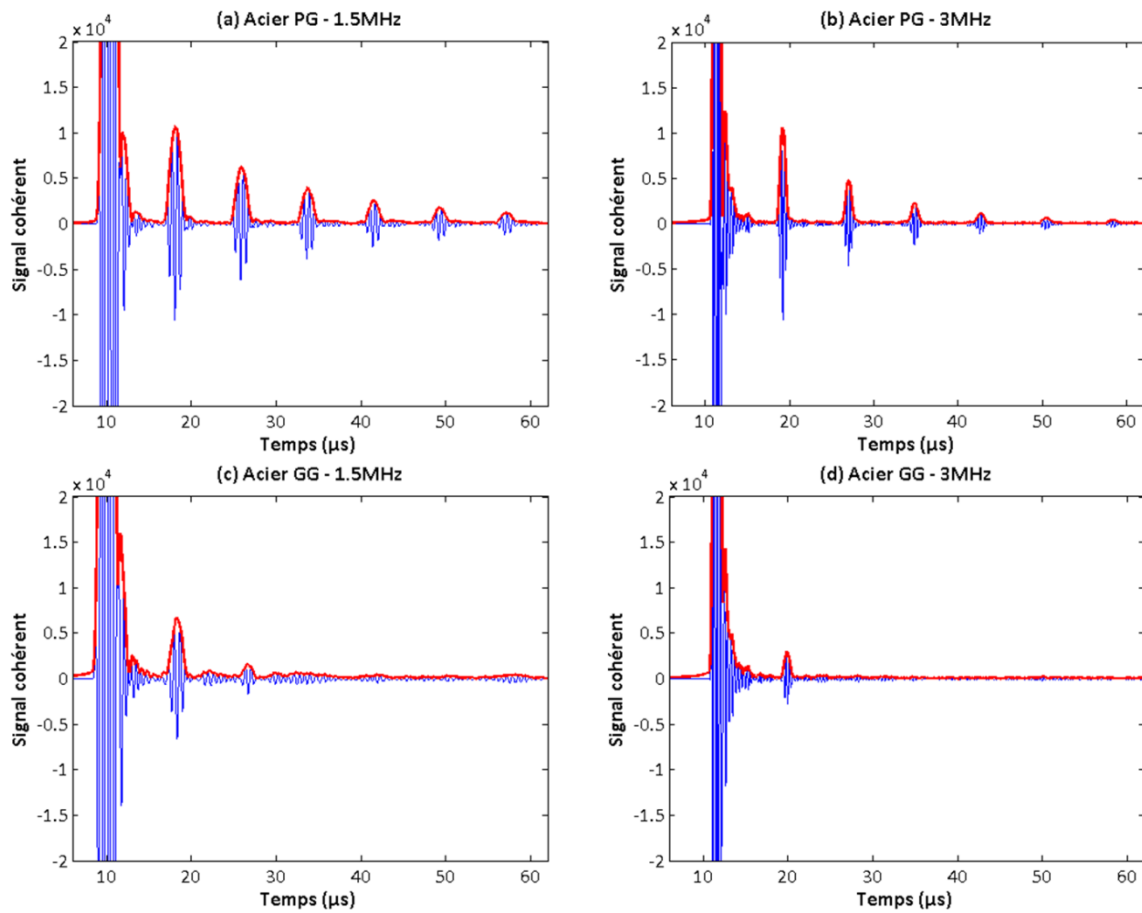 (a) Acier PG - 1.5MHz
x 10^4
2
1.5
1
0.5
0
-0.5
-1
-1.5
-2
Signal cohérent
10 20 30 40 50 60
Temps (µs)
(b) Acier PG - 3MHz
x 10^4
2
1.5
1
0.5
0
-0.5
-1
-1.5
-2
Signal cohérent
10 20 30 40 50 60
Temps (µs)
(c) Acier GG - 1.5MHz
x 10^4
2
1.5
1
0.5
0
-0.5
-1
-1.5
-2
Signal cohérent
10 20 30 40 50 60
Temps (µs)
(d) Acier GG - 3MHz
x 10^4
2
1.5
1
0.5
0
-0.5
-1
-1.5
-2
Signal cohérent
10 20 30 40 50 60
Temps (µs)